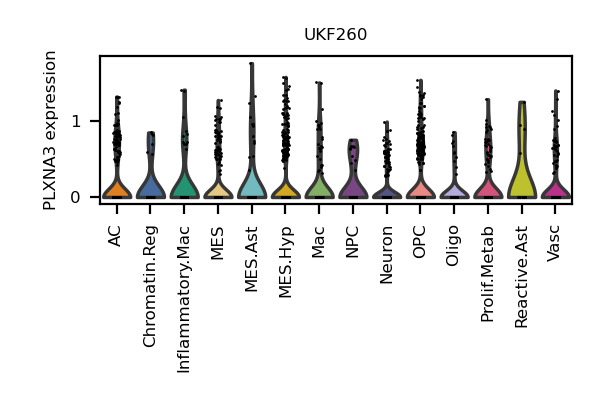 UKF260
PLXNA3 expression
1
0
AC
Chromatin.Reg
Inflammatory.Mac
MES
MES.Ast
MES.Hyp
Mac
NPC
Neuron
OPC
Oligo
Prolif.Metab
Reactive.Ast
Vasc